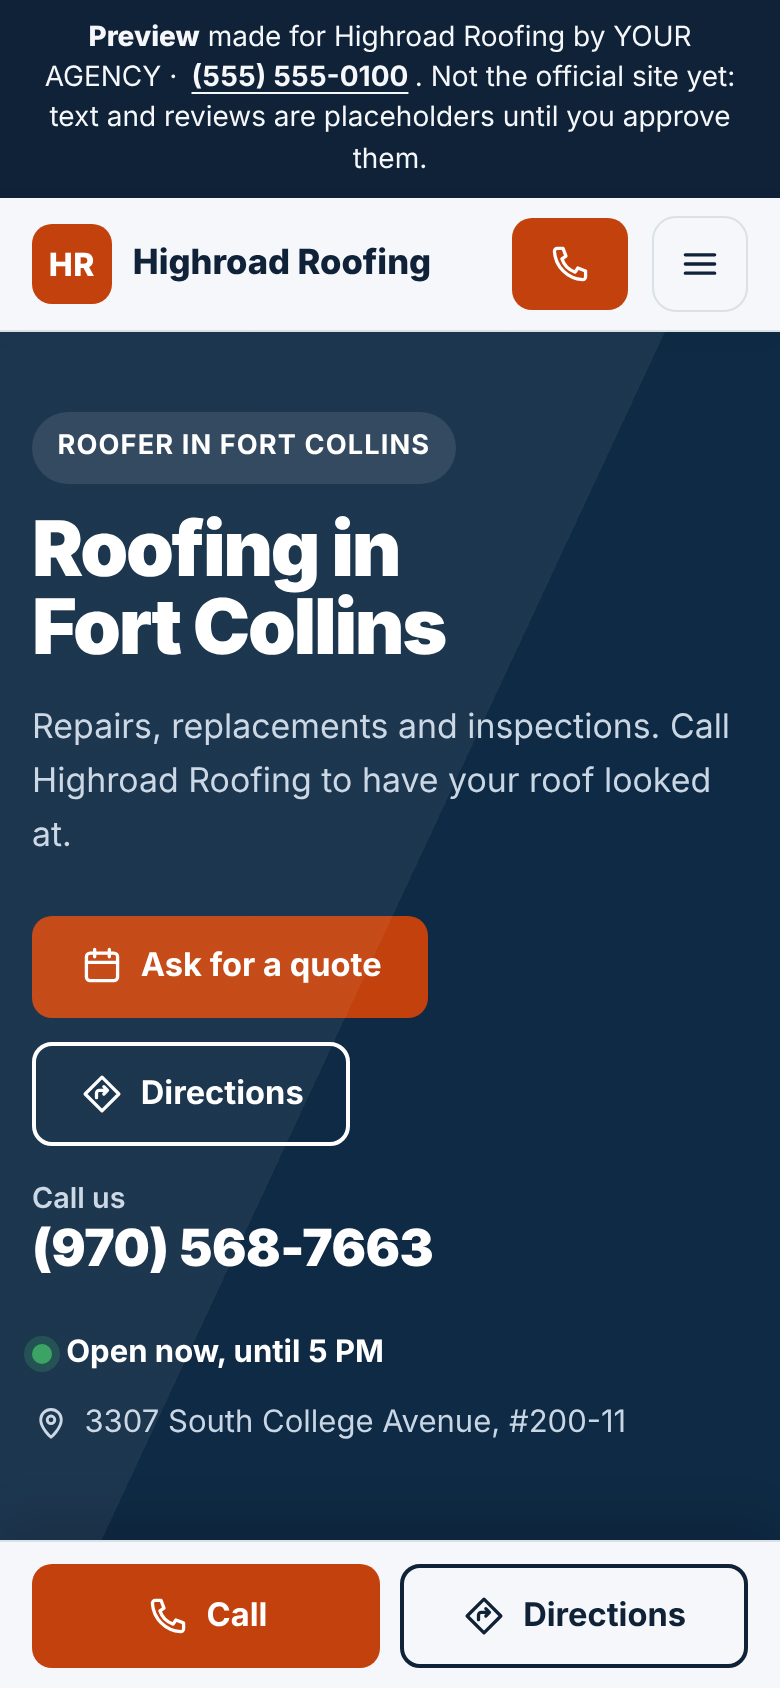 Preview made for Highroad Roofing by YOUR
AGENCY · (555) 555-0100 . Not the official site yet:
text and reviews are placeholders until you approve
them.
HR Highroad Roofing
ROOFER IN FORT COLLINS
Roofing in
Fort Collins
Repairs, replacements and inspections. Call
Highroad Roofing to have your roof looked
at.
Ask for a quote
Directions
Call us
(970) 568-7663
Open now, until 5 PM
3307 South College Avenue, #200-11
Call Directions